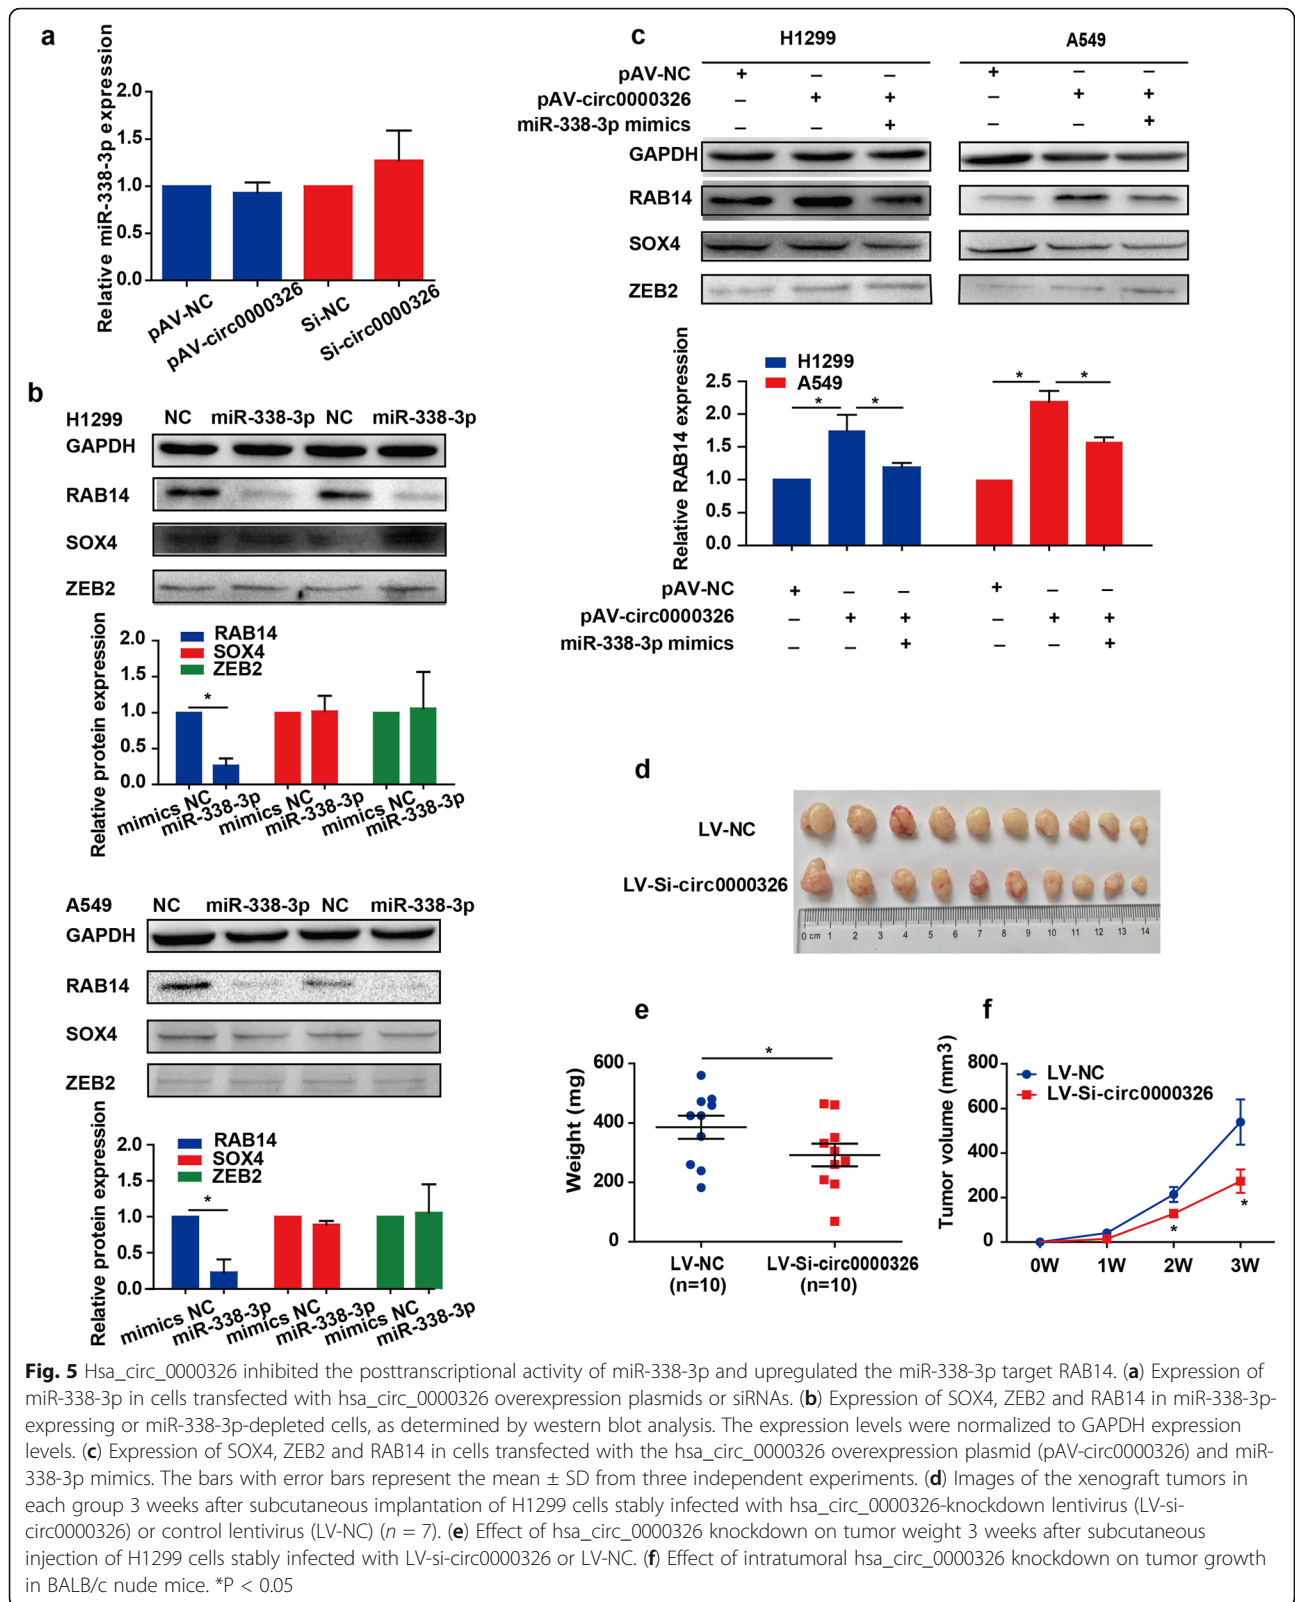 a
Relative miR-338-3p expression
2.0
1.5
1.0
0.5
0.0
pAV-NC
pAV-circ0000326
Si-NC
Si-circ0000326
b
H1299 NC miR-338-3p NC miR-338-3p
GAPDH
RAB14
SOX4
ZEB2
RAB14
SOX4
ZEB2
Relative protein expression
2.0
1.5
1.0
0.5
0.0
mimics NC
miR-338-3p
mimics NC
miR-338-3p
mimics NC
miR-338-3p
A549 NC miR-338-3p NC miR-338-3p
GAPDH
RAB14
SOX4
ZEB2
RAB14
SOX4
ZEB2
Relative protein expression
2.0
1.5
1.0
0.5
0.0
*
*
mimics NC
miR-338-3p
mimics NC
miR-338-3p
mimics NC
miR-338-3p
c
H1299 A549
pAV-NC + – – + – –
pAV-circ0000326 – + + – + +
miR-338-3p mimics – – + – – +
GAPDH
RAB14
SOX4
ZEB2
H1299
A549
Relative RAB14 expression
2.5
2.0
1.5
1.0
0.5
0.0
* * * *
pAV-NC + – – + – –
pAV-circ0000326 – + + – + +
miR-338-3p mimics – – + – – +
d
LV-NC
LV-Si-circ0000326
0 cm 1 2 3 4 5 6 7 8 9 10 11 12 13 14
e
Weight (mg)
600
400
200
0
*
LV-NC LV-Si-circ0000326
(n=10) (n=10)
f
Tumor volume (mm3)
800
600
400
200
0
LV-NC
LV-Si-circ0000326
* *
0W 1W 2W 3W
Fig. 5 Hsa_circ_0000326 inhibited the posttranscriptional activity of miR-338-3p and upregulated the miR-338-3p target RAB14. (a) Expression of
miR-338-3p in cells transfected with hsa_circ_0000326 overexpression plasmids or siRNAs. (b) Expression of SOX4, ZEB2 and RAB14 in miR-338-3p-
expressing or miR-338-3p-depleted cells, as determined by western blot analysis. The expression levels were normalized to GAPDH expression
levels. (c) Expression of SOX4, ZEB2 and RAB14 in cells transfected with the hsa_circ_0000326 overexpression plasmid (pAV-circ0000326) and miR-
338-3p mimics. The bars with error bars represent the mean ± SD from three independent experiments. (d) Images of the xenograft tumors in
each group 3 weeks after subcutaneous implantation of H1299 cells stably infected with hsa_circ_0000326-knockdown lentivirus (LV-si-
circ0000326) or control lentivirus (LV-NC) (n = 7). (e) Effect of hsa_circ_0000326 knockdown on tumor weight 3 weeks after subcutaneous
injection of H1299 cells stably infected with LV-si-circ0000326 or LV-NC. (f) Effect of intratumoral hsa_circ_0000326 knockdown on tumor growth
in BALB/c nude mice. *P < 0.05